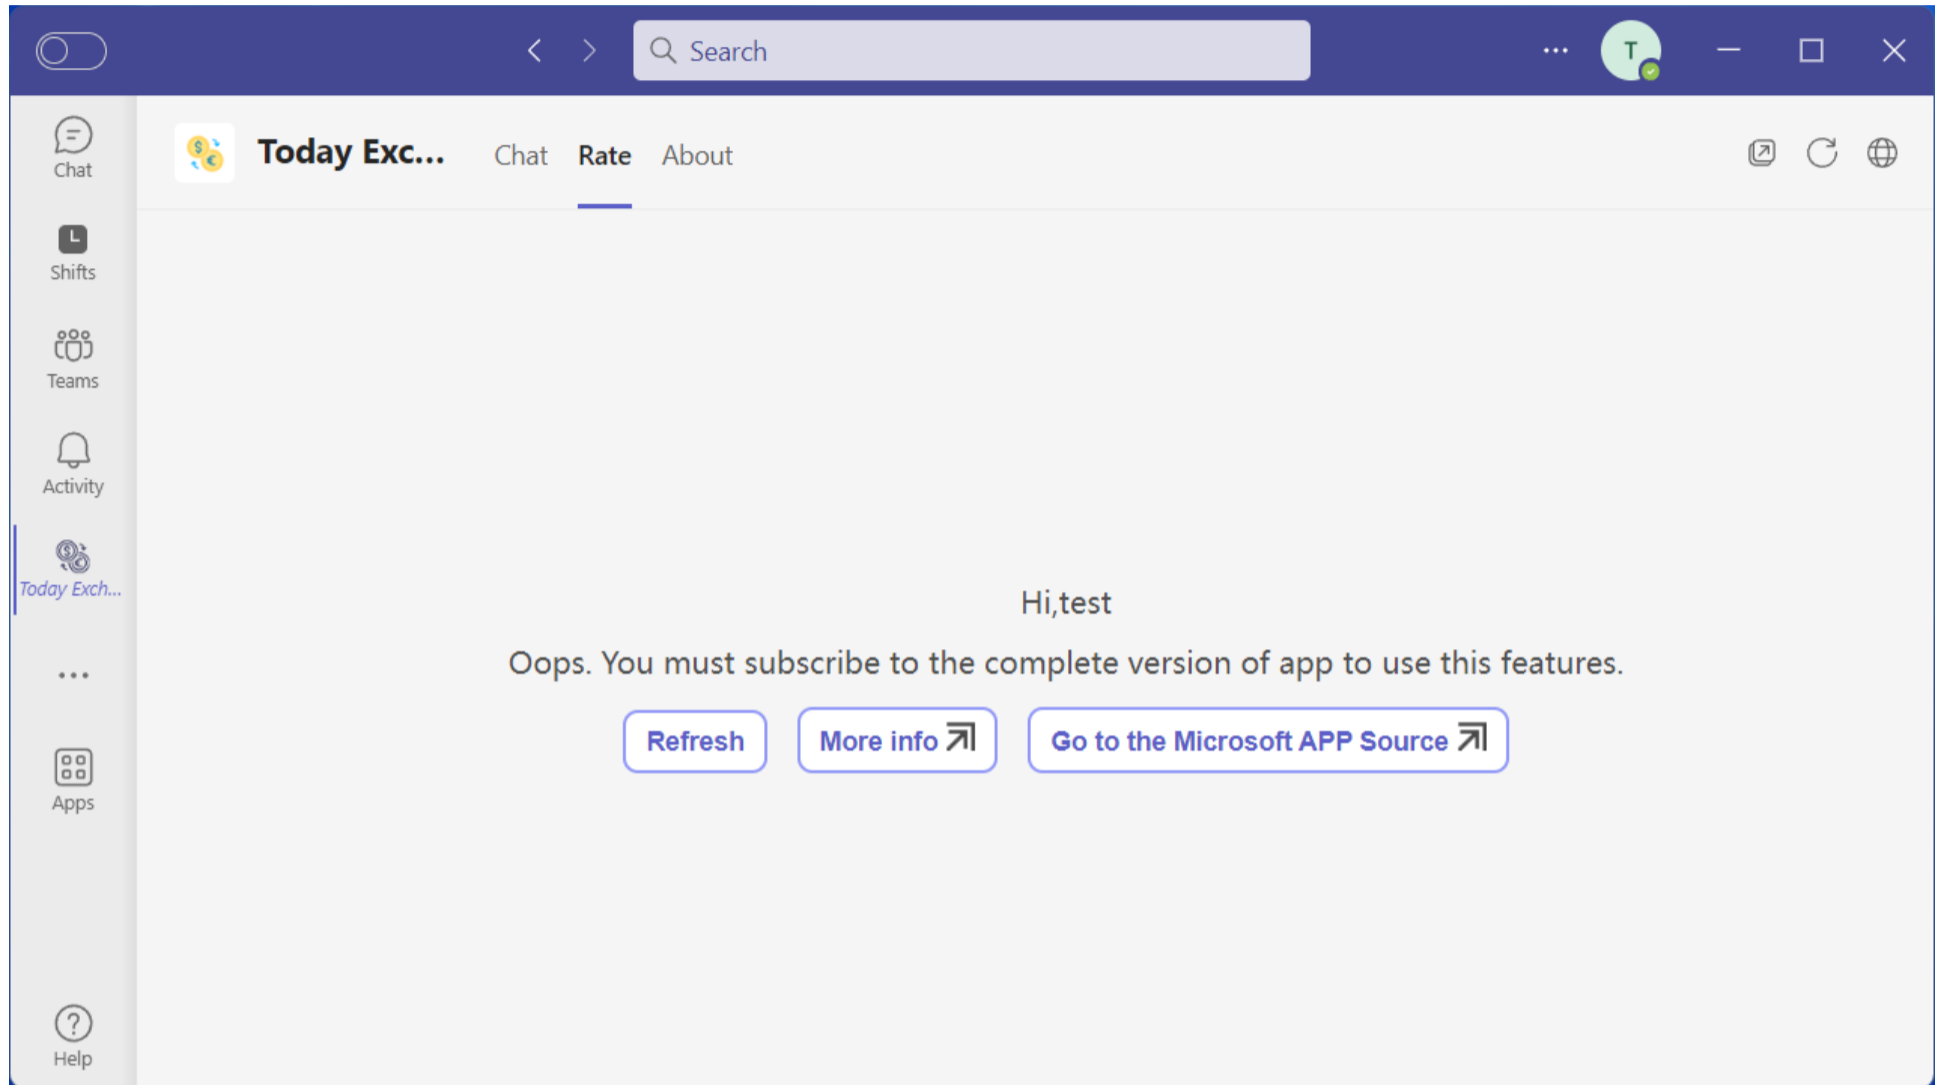 Search
T
Today Exc...
Chat
Rate
About
Chat
Shifts
Teams
Activity
Today Exch...
Apps
Help
Hi,test
Oops. You must subscribe to the complete version of app to use this features.
Refresh
More info
Go to the Microsoft APP Source